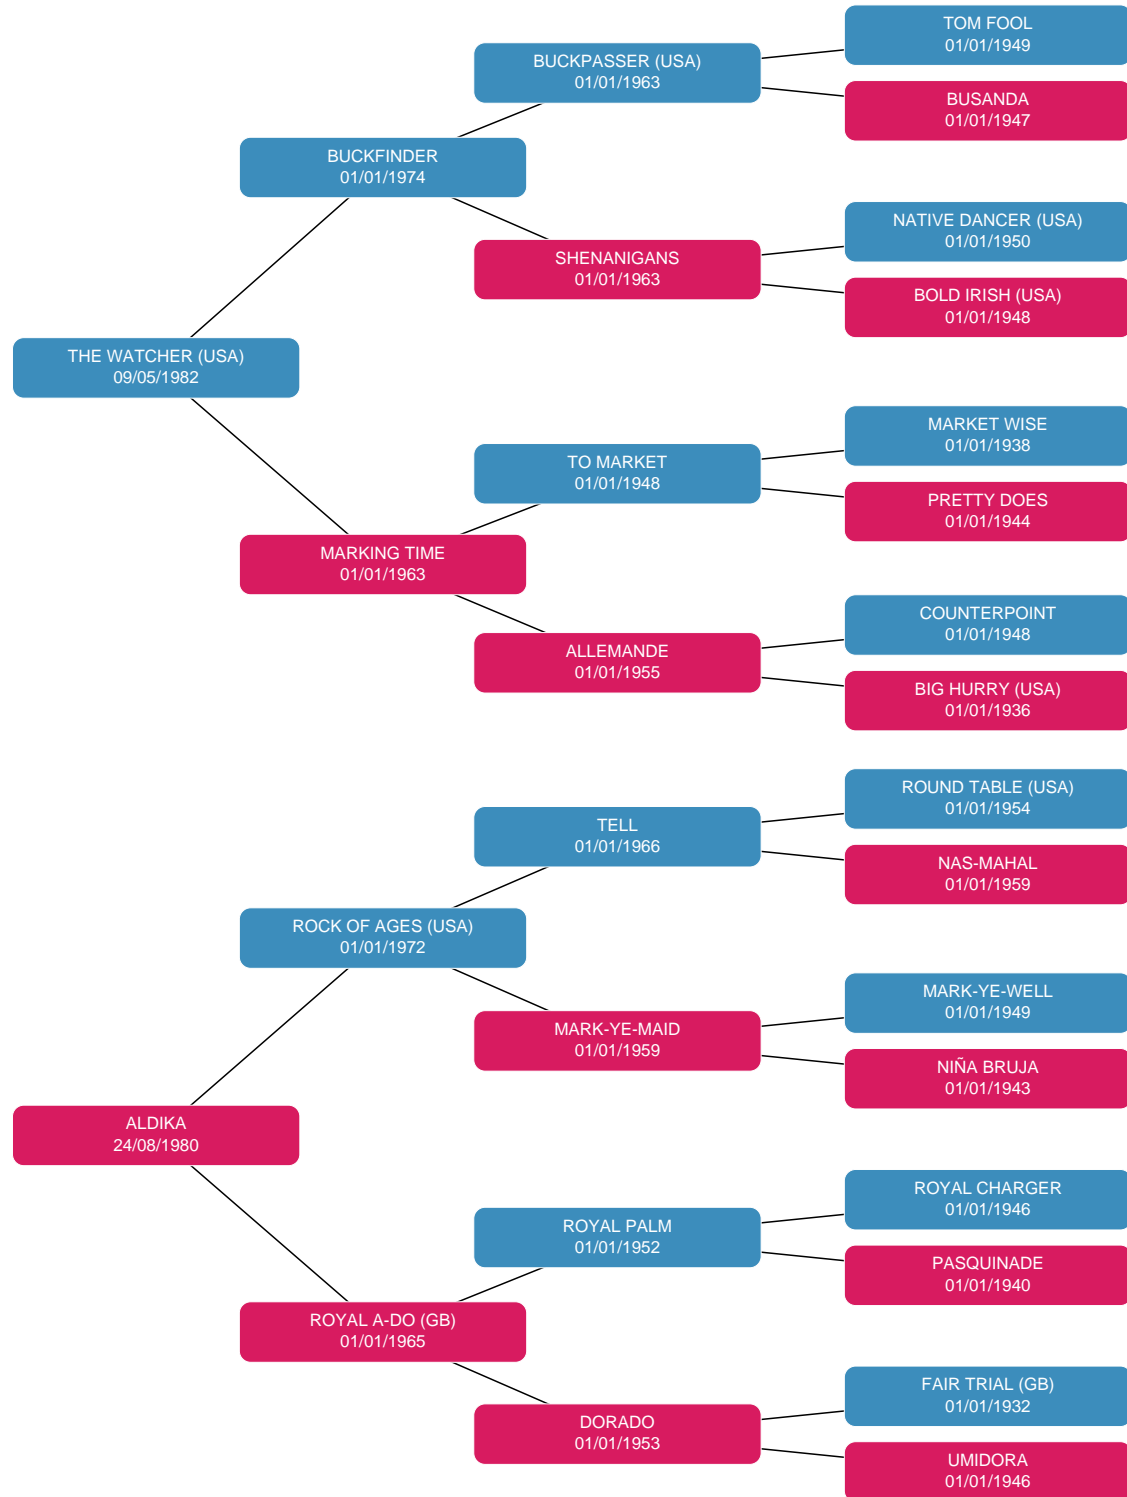 TOM FOOL
01/01/1949
BUCKPASSER (USA)
01/01/1963
BUSANDA
01/01/1947
BUCKFINDER
01/01/1974
NATIVE DANCER (USA)
01/01/1950
SHENANIGANS
01/01/1963
BOLD IRISH (USA)
01/01/1948
THE WATCHER (USA)
09/05/1982
MARKET WISE
01/01/1938
TO MARKET
01/01/1948
PRETTY DOES
01/01/1944
MARKING TIME
01/01/1963
COUNTERPOINT
01/01/1948
ALLEMANDE
01/01/1955
BIG HURRY (USA)
01/01/1936
ROUND TABLE (USA)
01/01/1954
TELL
01/01/1966
NAS-MAHAL
01/01/1959
ROCK OF AGES (USA)
01/01/1972
MARK-YE-WELL
01/01/1949
MARK-YE-MAID
01/01/1959
NIÑA BRUJA
01/01/1943
ALDIKA
24/08/1980
ROYAL CHARGER
01/01/1946
ROYAL PALM
01/01/1952
PASQUINADE
01/01/1940
ROYAL A-DO (GB)
01/01/1965
FAIR TRIAL (GB)
01/01/1932
DORADO
01/01/1953
UMIDORA
01/01/1946